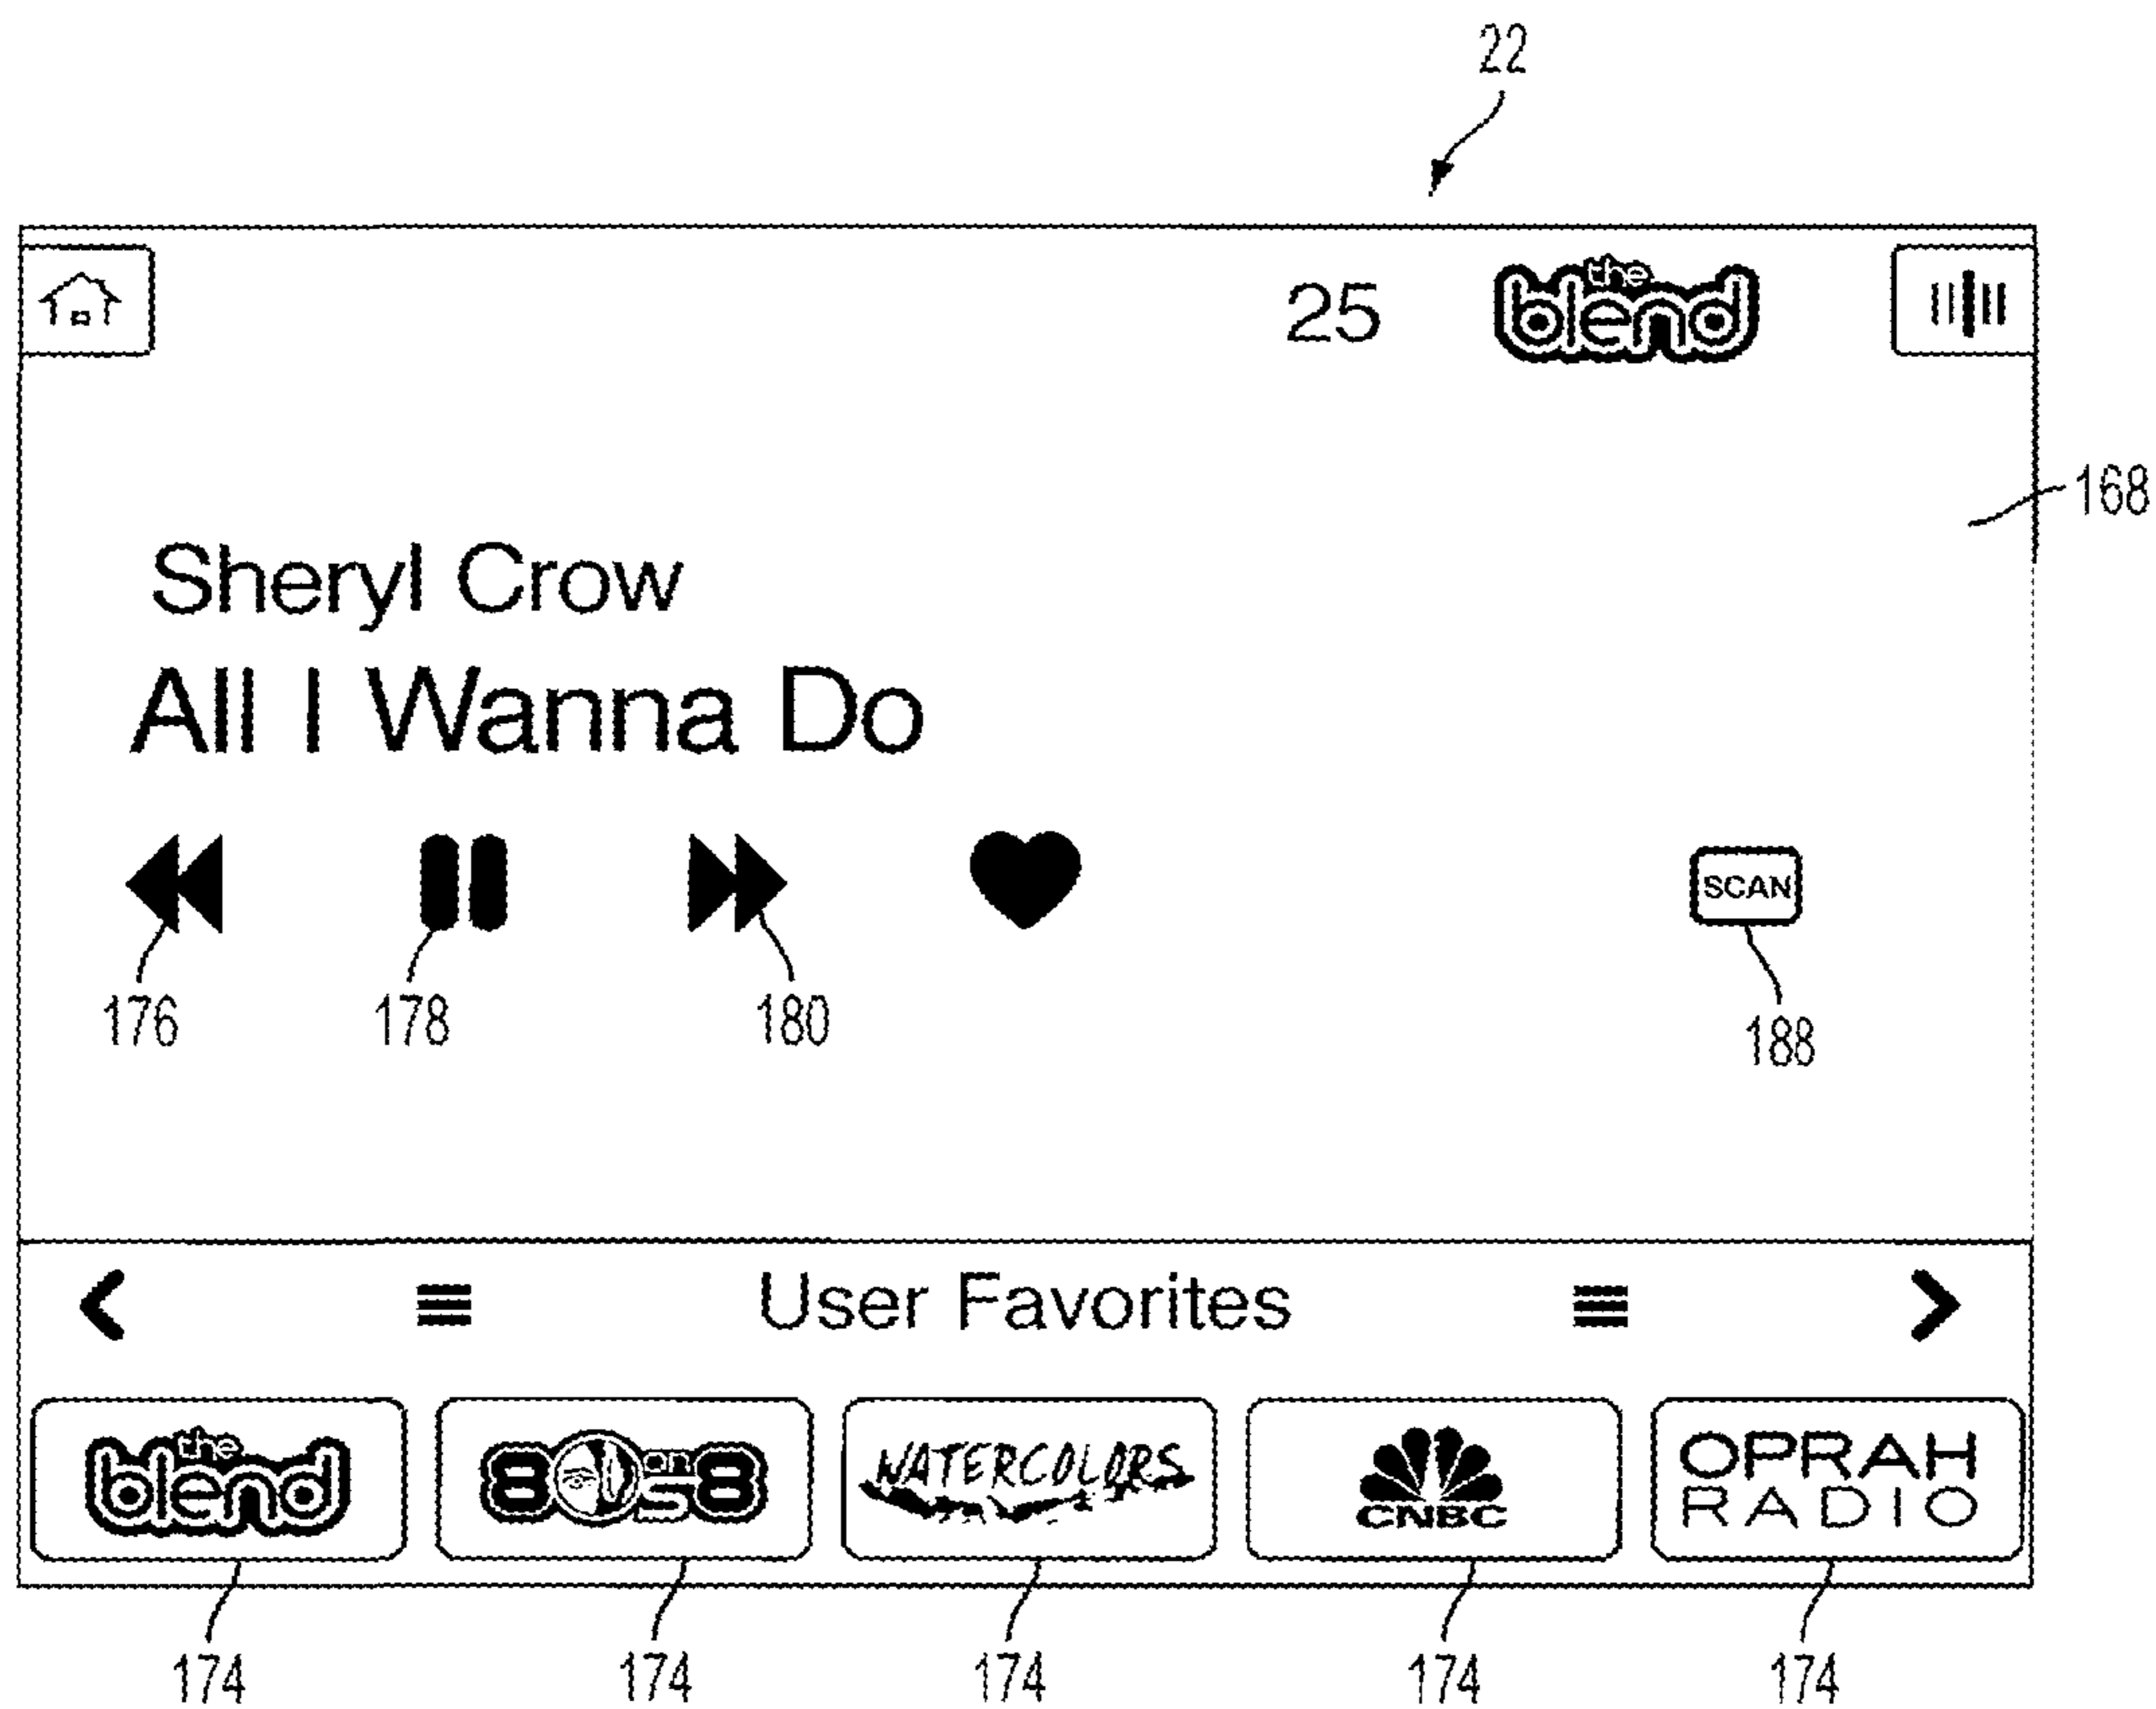 22
25 the blend
168
Sheryl Crow
All I Wanna Do
SCAN
176 178 180 188
User Favorites
the blend 80s on 8 WATERCOLORS CNBC OPRAH RADIO
174 174 174 174 174